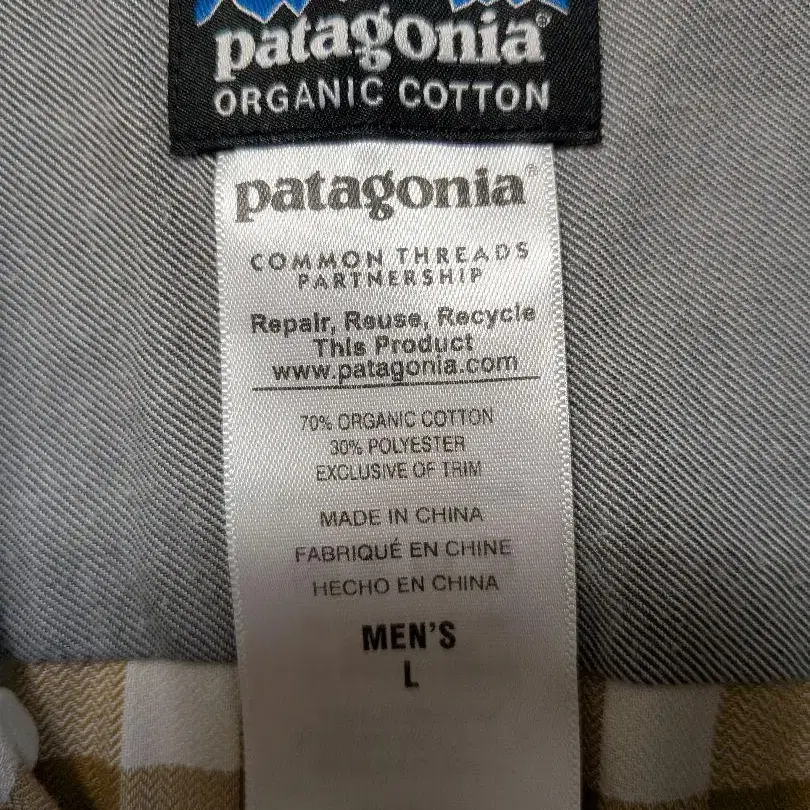 patagonia®
ORGANIC COTTON
patagonia®
COMMON THREADS
PARTNERSHIP
Repair, Reuse, Recycle
This Product
www.patagonia.com
70% ORGANIC COTTON
30% POLYESTER
EXCLUSIVE OF TRIM
MADE IN CHINA
FABRIQUÉ EN CHINE
HECHO EN CHINA
MEN'S
L